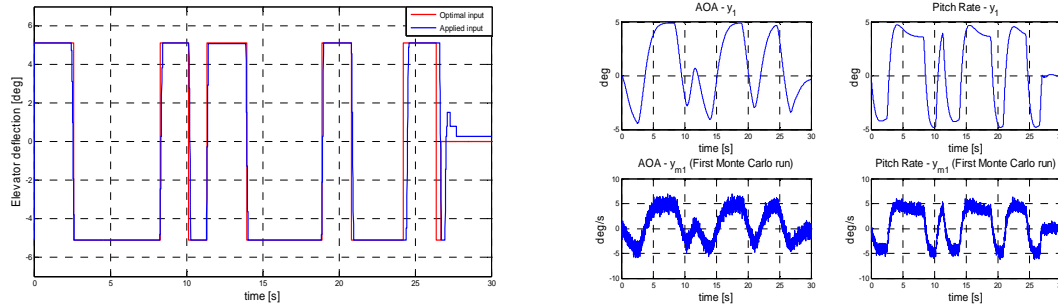 Optimal input
Applied input
Elevator deflection [deg]
6
4
2
0
-2
-4
-6
0 5 10 15 20 25 30
time [s]
AOA - y1
deg
5
0
-5
0 5 10 15 20 25 30
time [s]
Pitch Rate - y1
deg
5
0
-5
0 5 10 15 20 25 30
time [s]
AOA - ym1 (First Monte Carlo run)
deg/s
10
5
0
-5
-10
0 5 10 15 20 25 30
time [s]
Pitch Rate - ym1 (First Monte Carlo run)
deg/s
10
5
0
-5
-10
0 5 10 15 20 25 30
time [s]